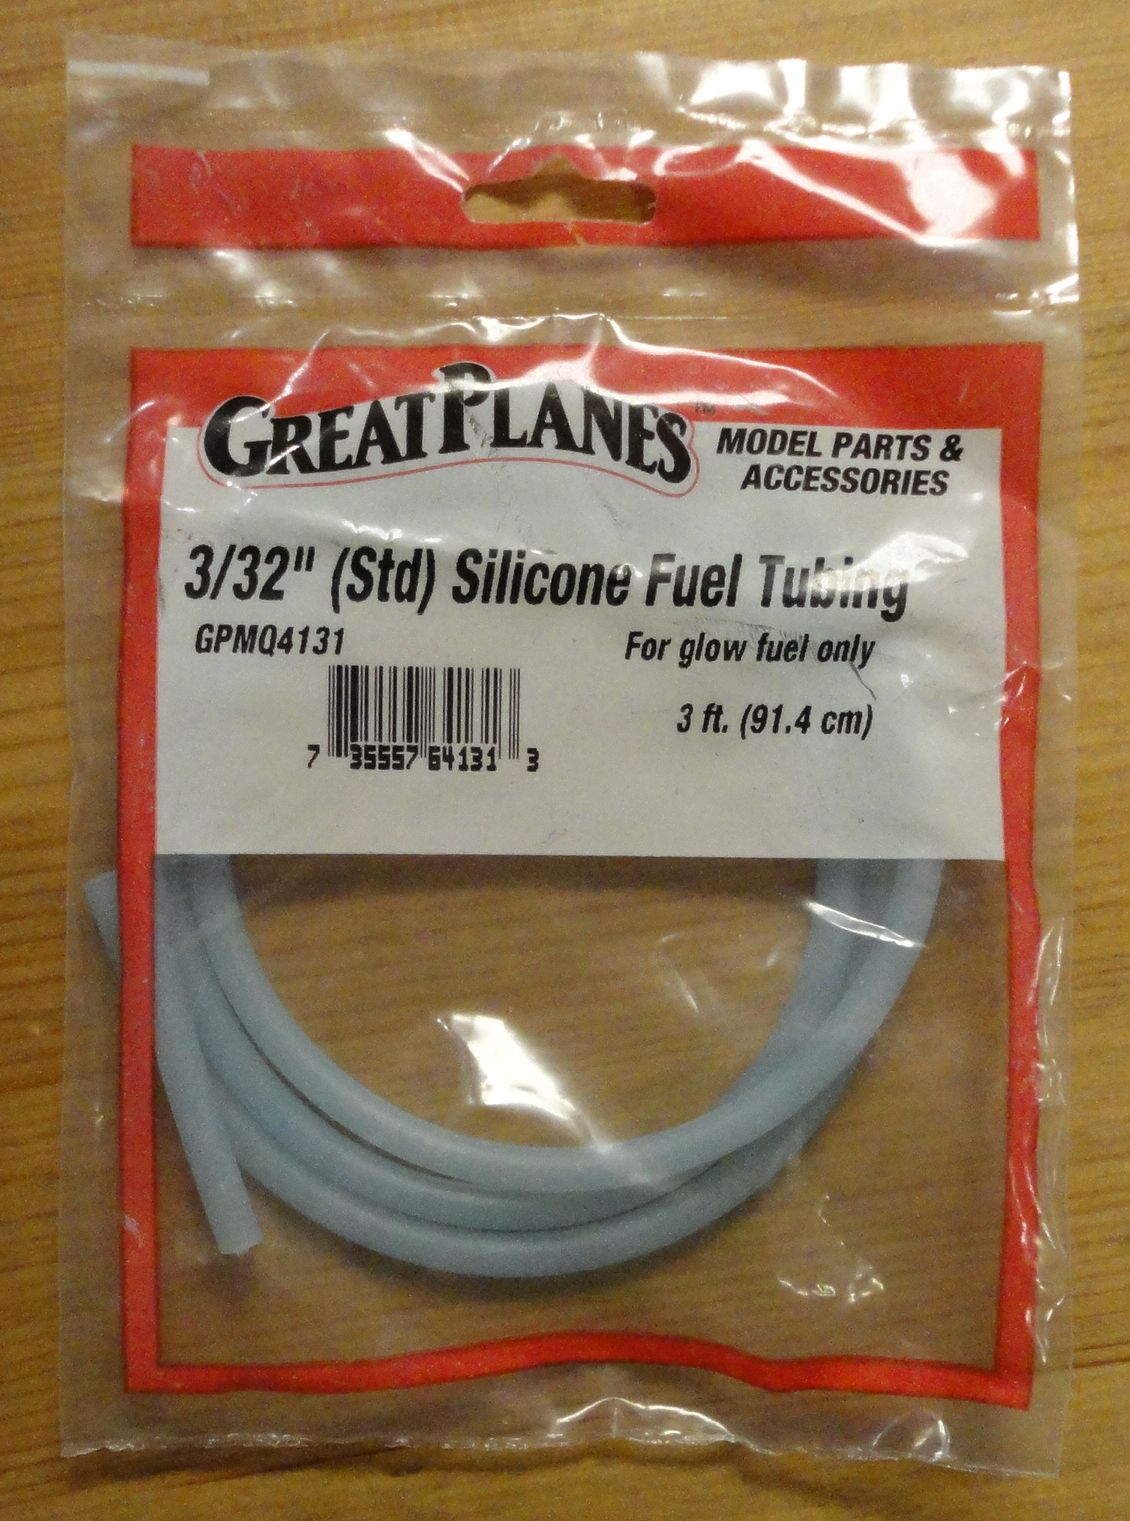 GREATPLANES™
MODEL PARTS &
ACCESSORIES
3/32" (Std) Silicone Fuel Tubing
GPMQ4131
For glow fuel only
3 ft. (91.4 cm)
7 35557 64131 3